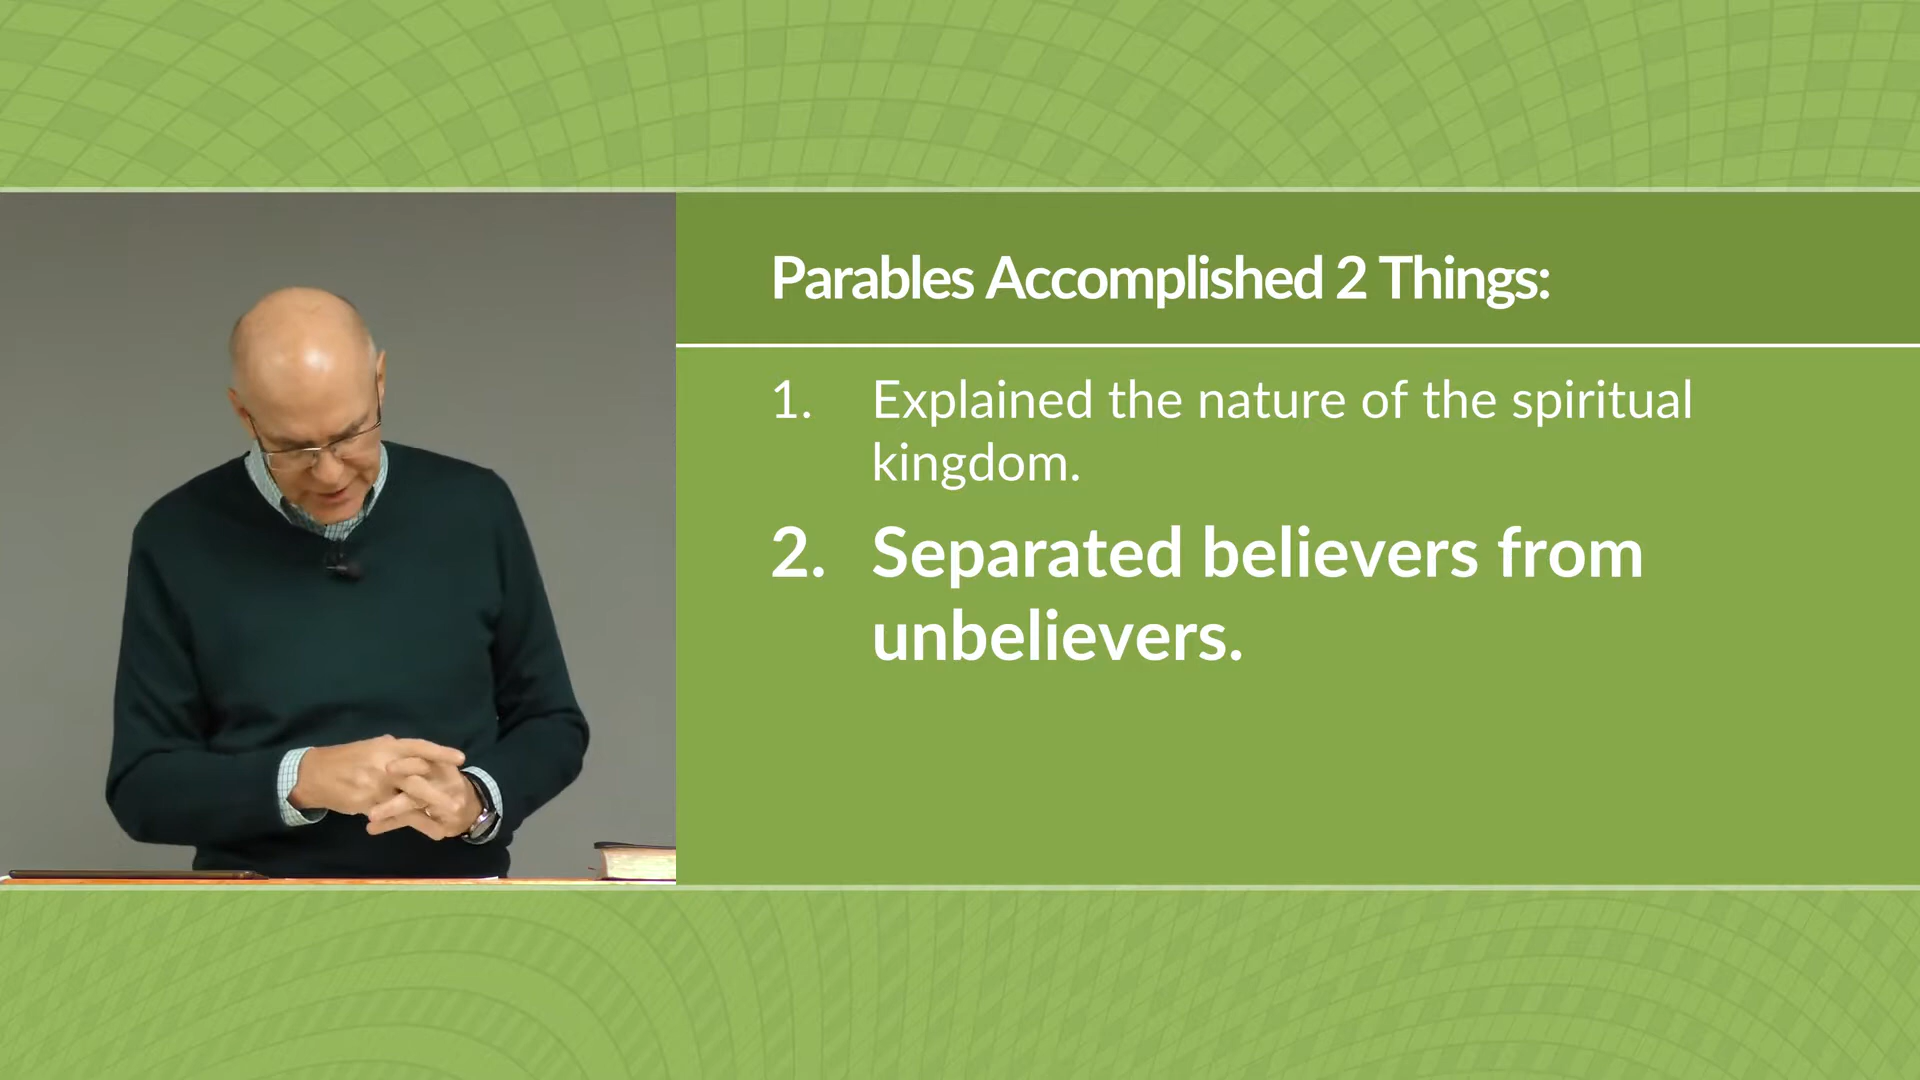 Parables Accomplished 2 Things:
1. Explained the nature of the spiritual
kingdom.
2. Separated believers from
unbelievers.